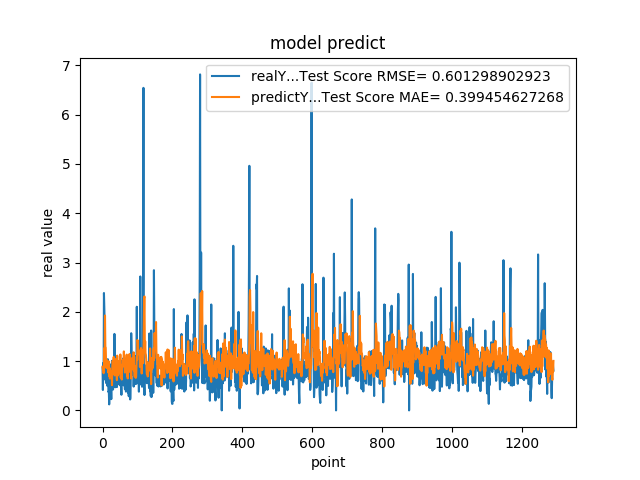 model predict
realY...Test Score RMSE= 0.601298902923
predictY...Test Score MAE= 0.399454627268
7
6
5
4
3
2
1
0
real value
0 200 400 600 800 1000 1200
point